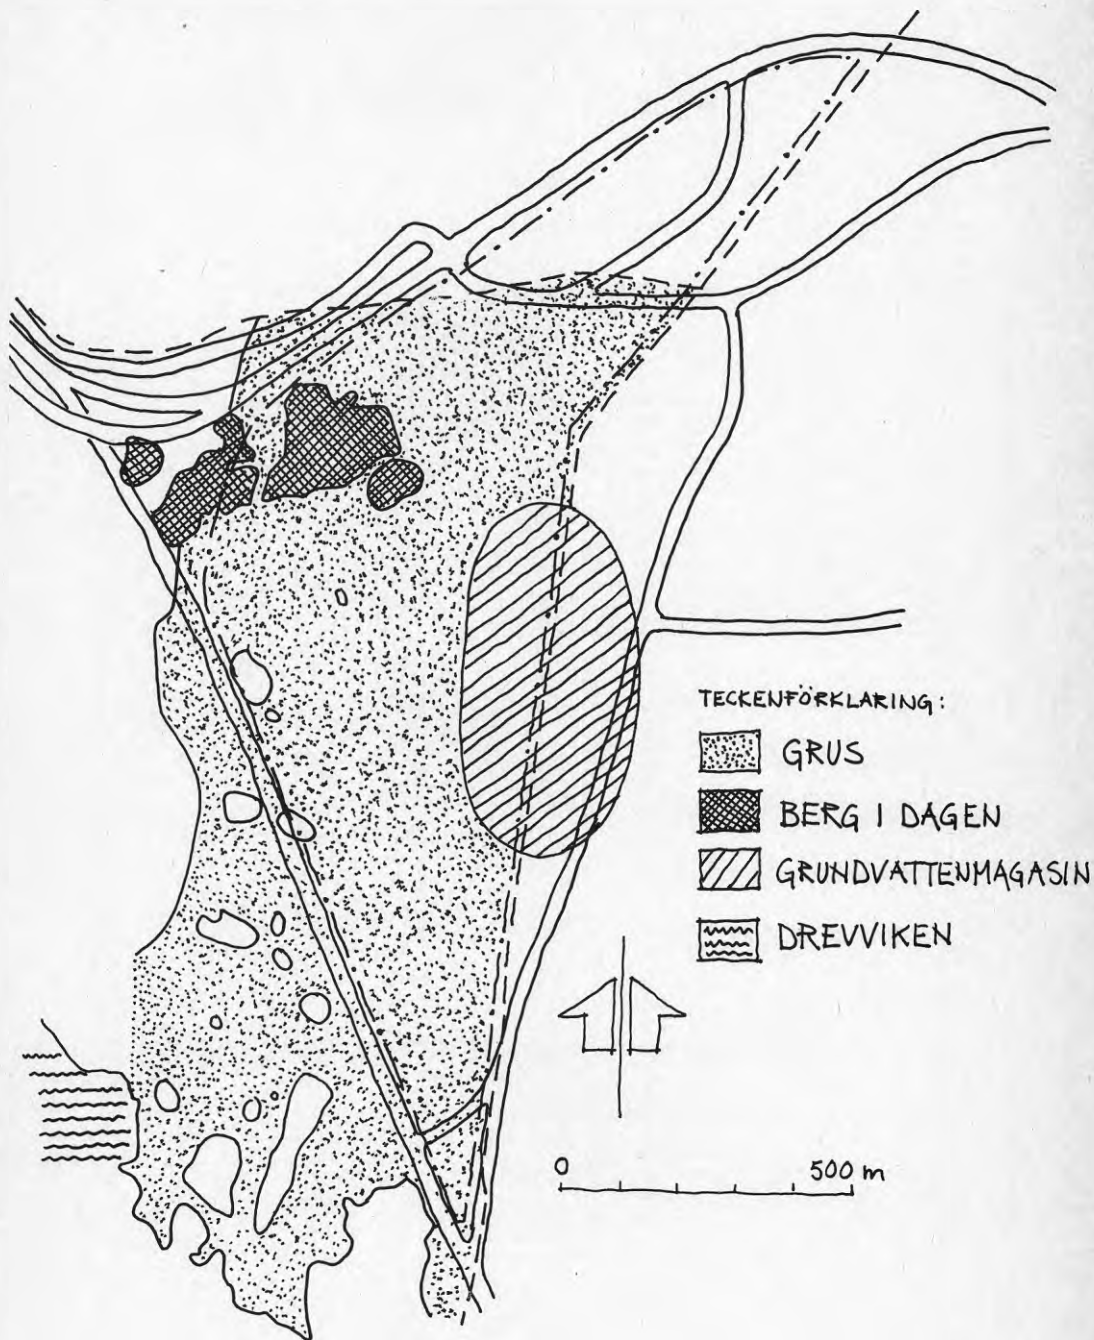 TECKENFÖRKLARING:
GRUS
BERG I DAGEN
GRUNDVATTENMAGASIN
DREVVIKEN
0 500 m